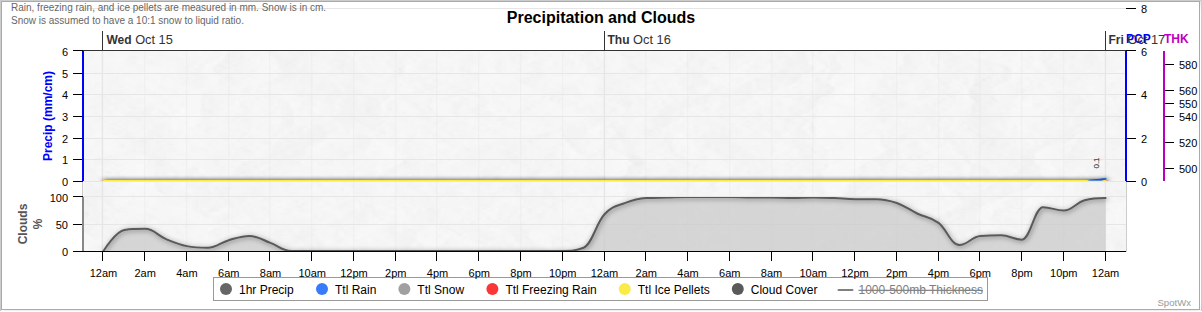 Rain, freezing rain, and ice pellets are measured in mm. Snow is in cm.
Snow is assumed to have a 10:1 snow to liquid ratio.
Precipitation and Clouds
8
Wed Oct 15
Thu Oct 16
Fri Oct 17
PCP
THK
6
5
4
3
2
1
0
Precip (mm/cm)
6
4
2
0
580
560
550
540
520
500
0.1
100
50
0
Clouds
%
12am 2am 4am 6am 8am 10am 12pm 2pm 4pm 6pm 8pm 10pm 12am 2am 4am 6am 8am 10am 12pm 2pm 4pm 6pm 8pm 10pm 12am
1hr Precip Ttl Rain Ttl Snow Ttl Freezing Rain Ttl Ice Pellets Cloud Cover 1000-500mb Thickness
SpotWx